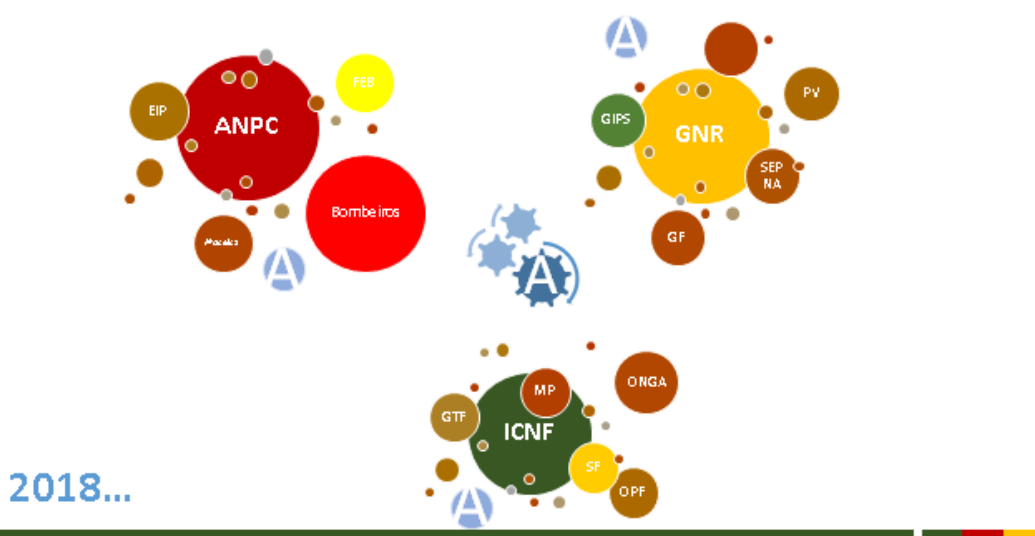 A
FEB
EIP
ANPC
Bombeiros
A
PV
GIPS
GNR
SEP
NA
GF
A
MP
ONGA
GTF
ICNF
SF
OPF
A
2018...